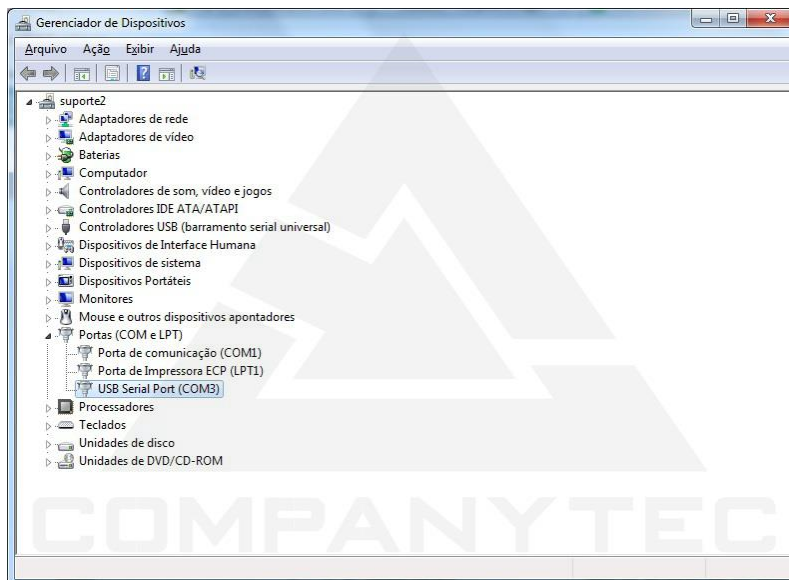 Gerenciador de Dispositivos
Arquivo Ação Exibir Ajuda
suporte2
Adaptadores de rede
Adaptadores de vídeo
Baterias
Computador
Controladores de som, vídeo e jogos
Controladores IDE ATA/ATAPI
Controladores USB (barramento serial universal)
Dispositivos de Interface Humana
Dispositivos de sistema
Dispositivos Portáteis
Monitores
Mouse e outros dispositivos apontadores
Portas (COM e LPT)
Porta de comunicação (COM1)
Porta de Impressora ECP (LPT1)
USB Serial Port (COM3)
Processadores
Teclados
Unidades de disco
Unidades de DVD/CD-ROM
COMPANYTEC